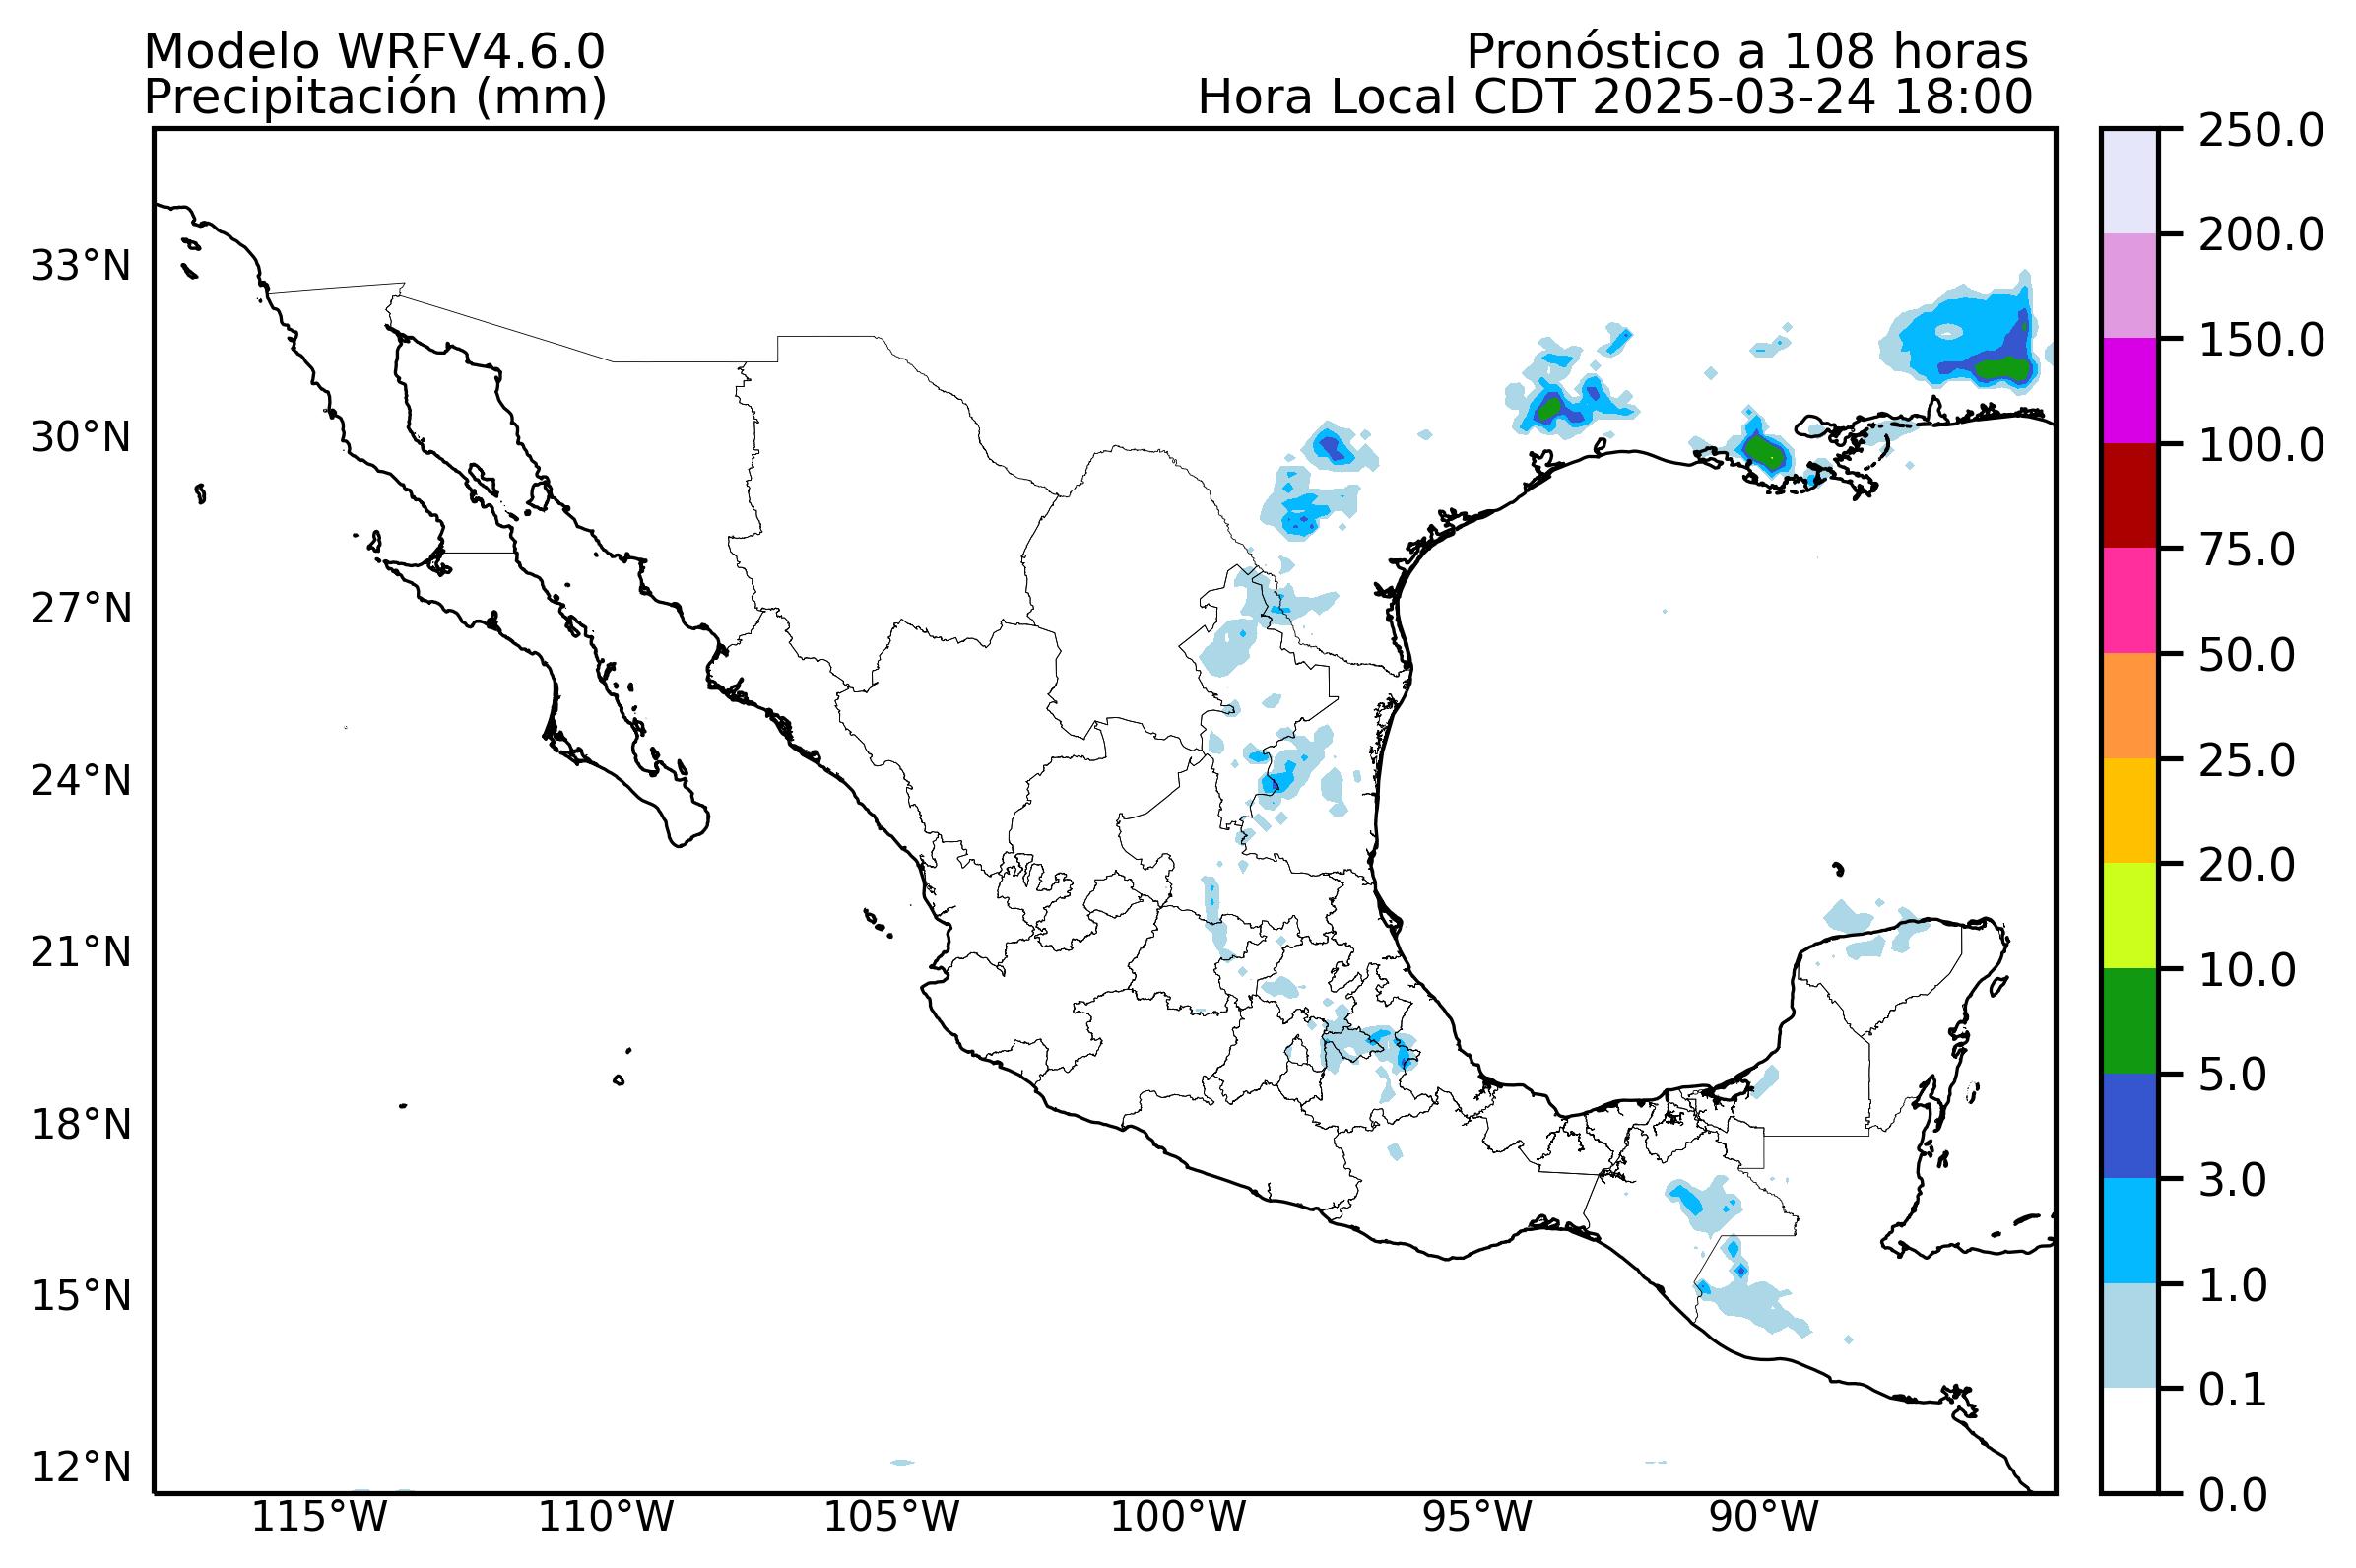 Modelo WRFV4.6.0
Precipitación (mm)
Pronóstico a 108 horas
Hora Local CDT 2025-03-24 18:00
33°N
30°N
27°N
24°N
21°N
18°N
15°N
12°N
115°W
110°W
105°W
100°W
95°W
90°W
250.0
200.0
150.0
100.0
75.0
50.0
25.0
20.0
10.0
5.0
3.0
1.0
0.1
0.0